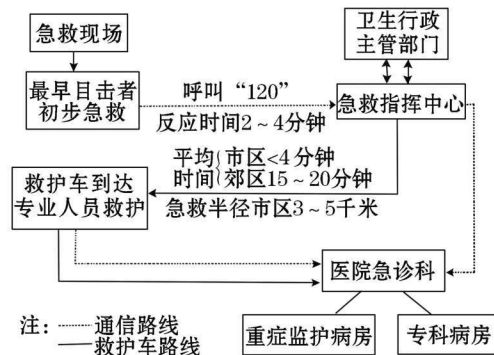 急救现场
卫生行政
主管部门
最早目击者
初步急救
呼叫“120”
反应时间2~4分钟
急救指挥中心
平均
时间
市区<4分钟
郊区15~20分钟
急救半径市区3~5千米
救护车到达
专业人员救护
医院急诊科
重症监护病房
专科病房
注：
通信路线
救护车路线